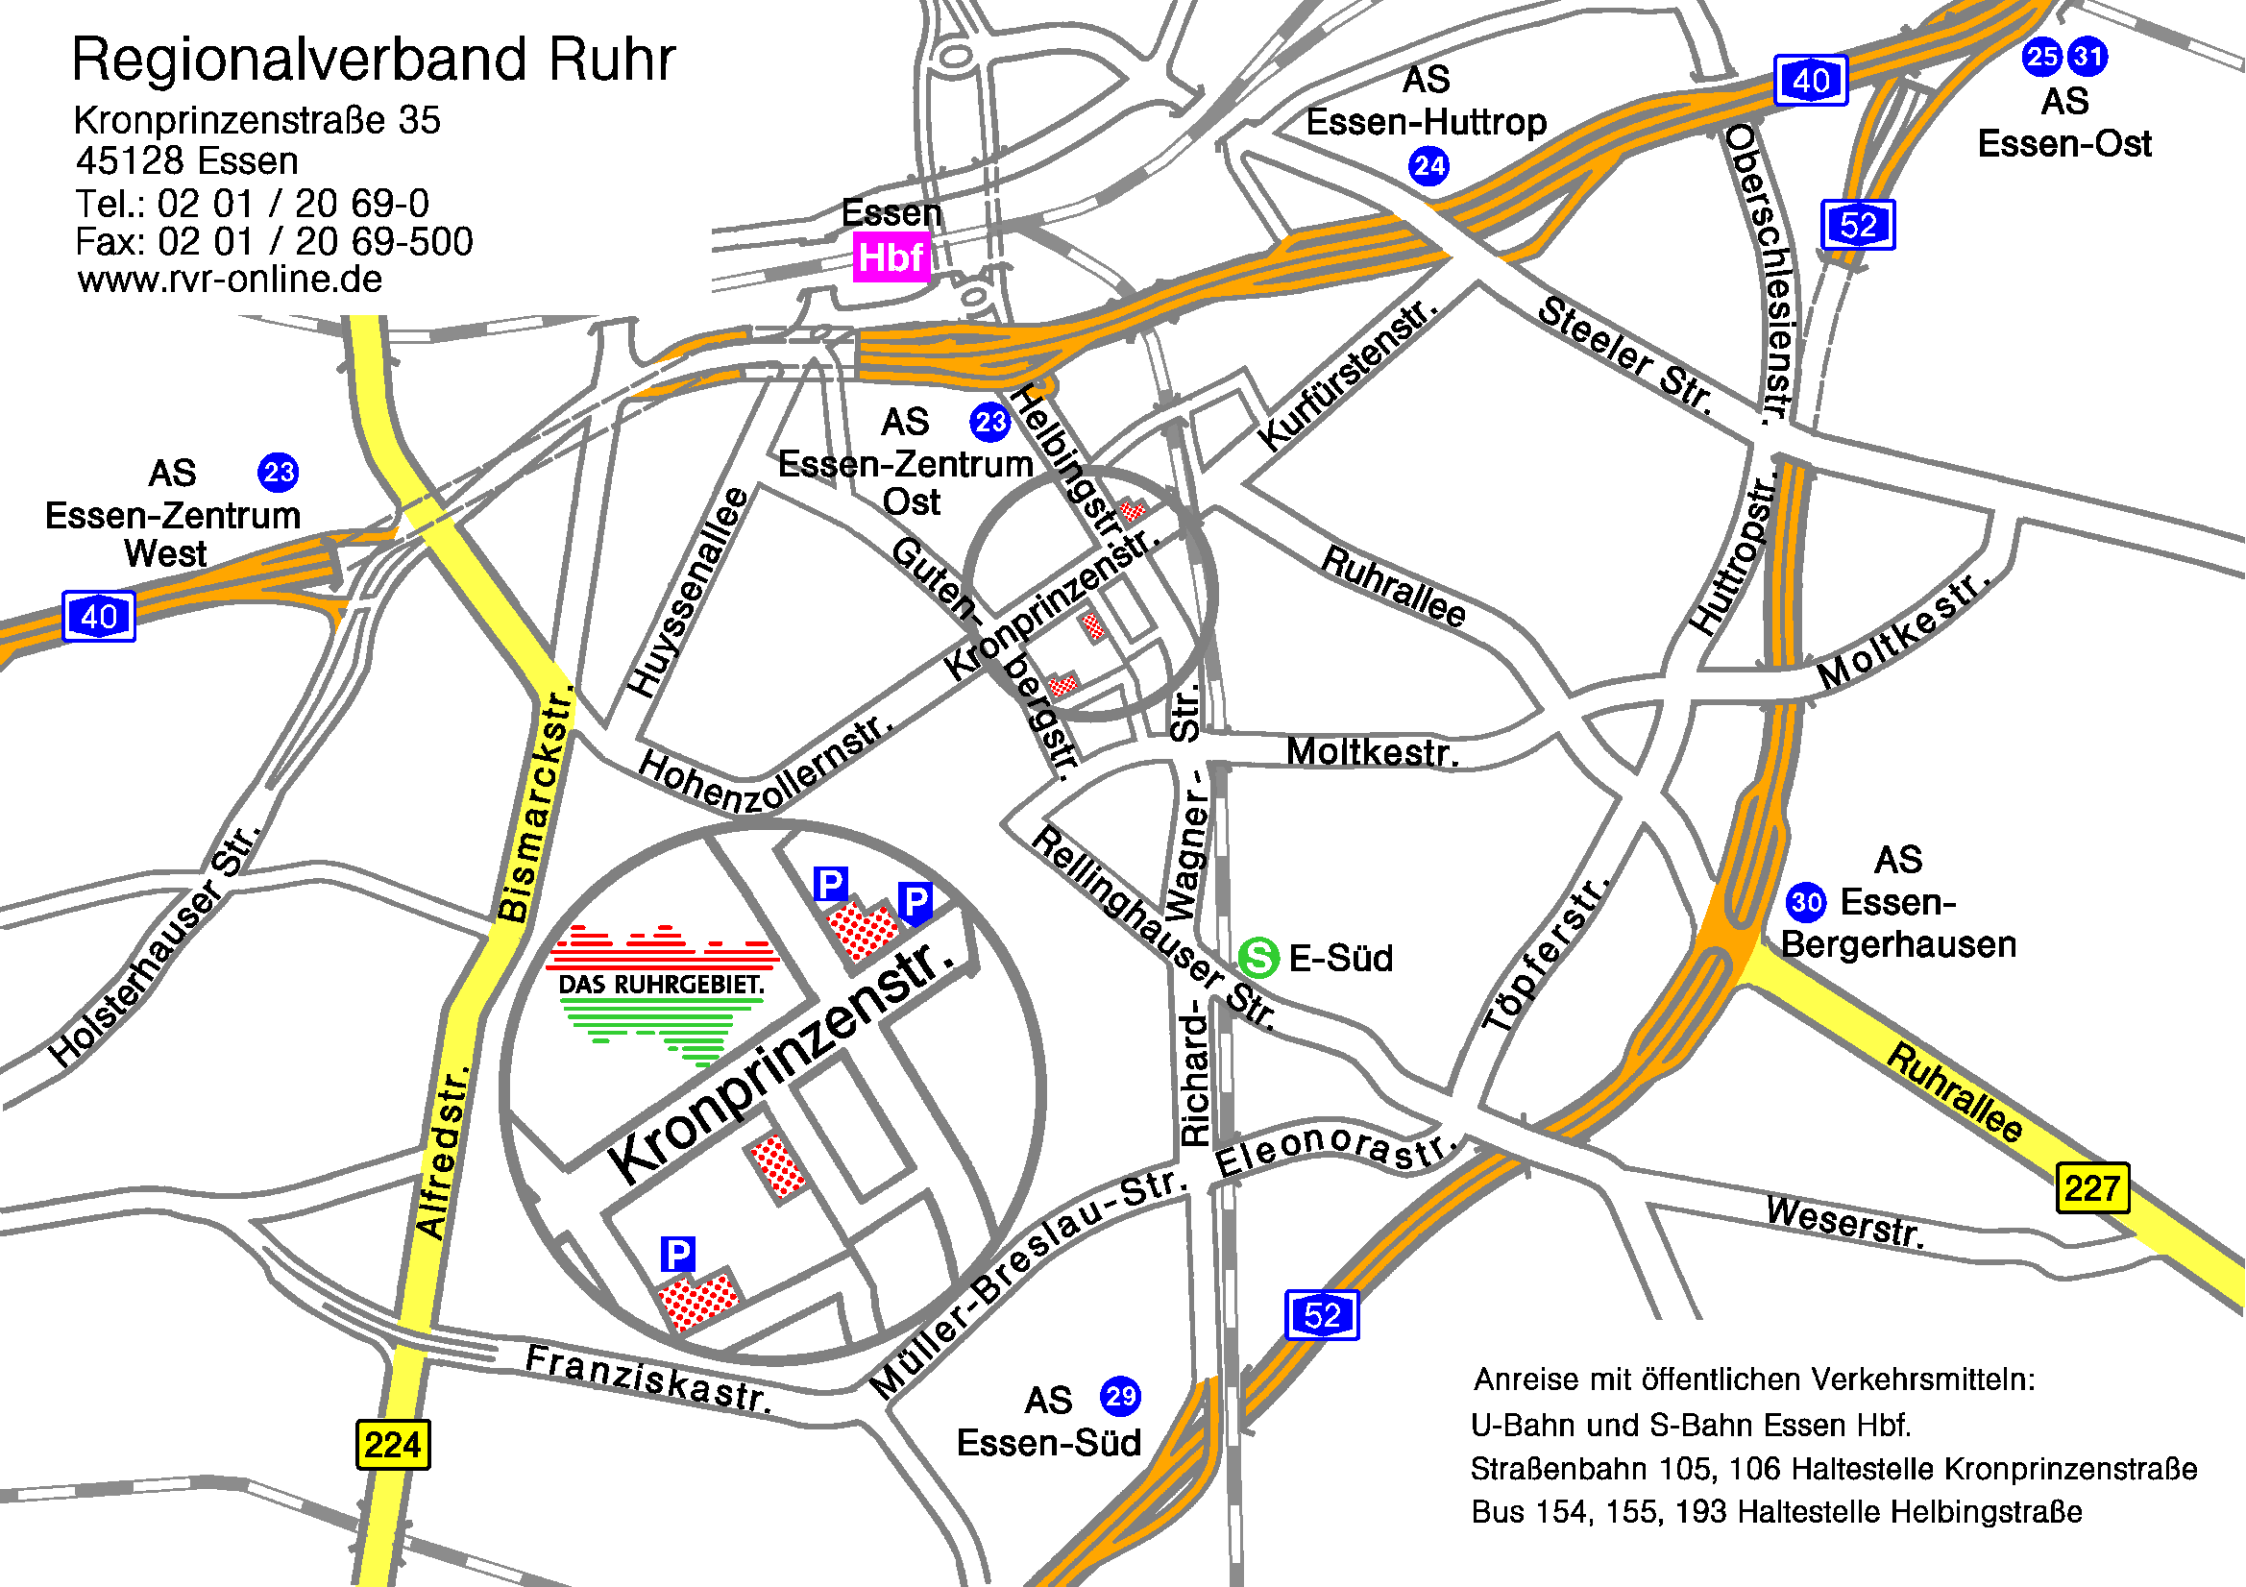 Regionalverband Ruhr
Kronprinzenstraße 35
45128 Essen
Tel.: 02 01 / 20 69-0
Fax: 02 01 / 20 69-500
www.rvr-online.de
Essen
Hbf
AS
Essen-Huttrop
24
40
25 31
AS
Essen-Ost
52
Oberschlesienstr.
Steeler Str.
Kurfürstenstr.
AS 23
Essen-Zentrum
Ost
Helbingstr.
AS 23
Essen-Zentrum
West
40
Huyssenallee
Guten-
bergstr.
Kronprinzenstr.
Ruhrallee
Huttropstr.
Moltkestr.
Hohenzollernstr.
Moltkestr.
Bismarckstr.
Holsterhauser Str.
Rellinghauser Str.
Richard-
Wagner-
Str.
S E-Süd
Töpferstr.
AS
30 Essen-
Bergerhausen
P
P
DAS RUHRGEBIET.
Kronprinzenstr.
P
Alfredstr.
Ruhrallee
227
Eleonorastr.
Müller-Breslau-Str.
Weserstr.
52
Franziskastr.
224
AS 29
Essen-Süd
Anreise mit öffentlichen Verkehrsmitteln:
U-Bahn und S-Bahn Essen Hbf.
Straßenbahn 105, 106 Haltestelle Kronprinzenstraße
Bus 154, 155, 193 Haltestelle Helbingstraße